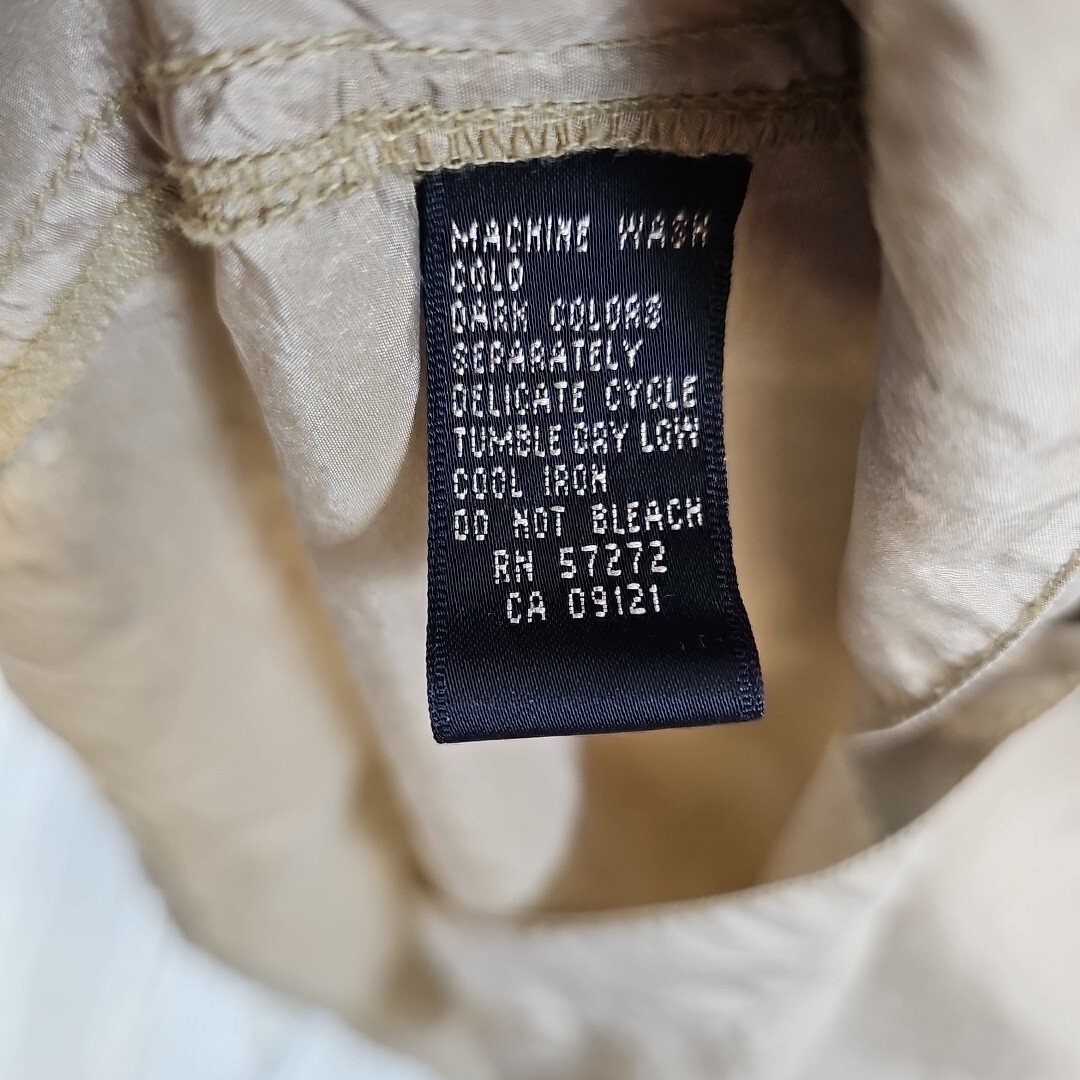 MACHINE WASH
COLD
DARK COLORS
SEPARATELY
DELICATE CYCLE
TUMBLE DRY LOW
COOL IRON
DO NOT BLEACH
RN 57272
CA 09121